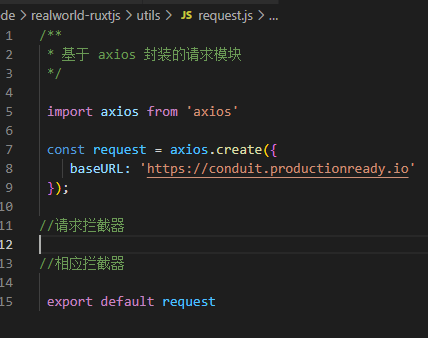 de > realworld-ruxtjs > utils > JS request.js > ...
1 /**
2 * 基于 axios 封装的请求模块
3 */
4
5 import axios from 'axios'
6
7 const request = axios.create({
8 baseURL: 'https://conduit.productionready.io'
9 });
10
11 //请求拦截器
12
13 //相应拦截器
14
15 export default request